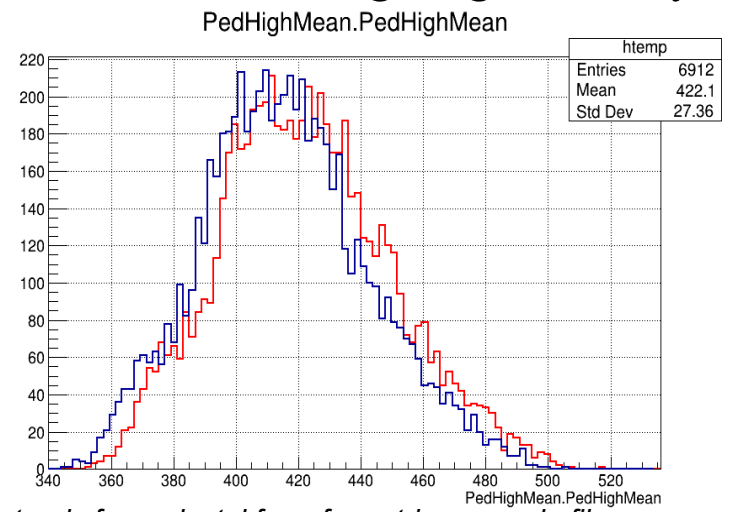 PedHighMean.PedHighMean
htemp
Entries 6912
Mean 422.1
Std Dev 27.36
220
200
180
160
140
120
100
80
60
40
20
0
340 360 380 400 420 440 460 480 500 520
PedHighMean.PedHighMean